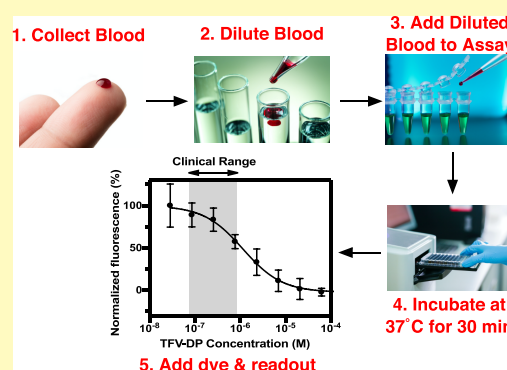 1. Collect Blood
2. Dilute Blood
3. Add Diluted
Blood to Assay
4. Incubate at
37°C for 30 min
Clinical Range
Normalized fluorescence (%)
100
50
0
10-8
10-7
10-6
10-5
10-4
TFV-DP Concentration (M)
5. Add dye & readout